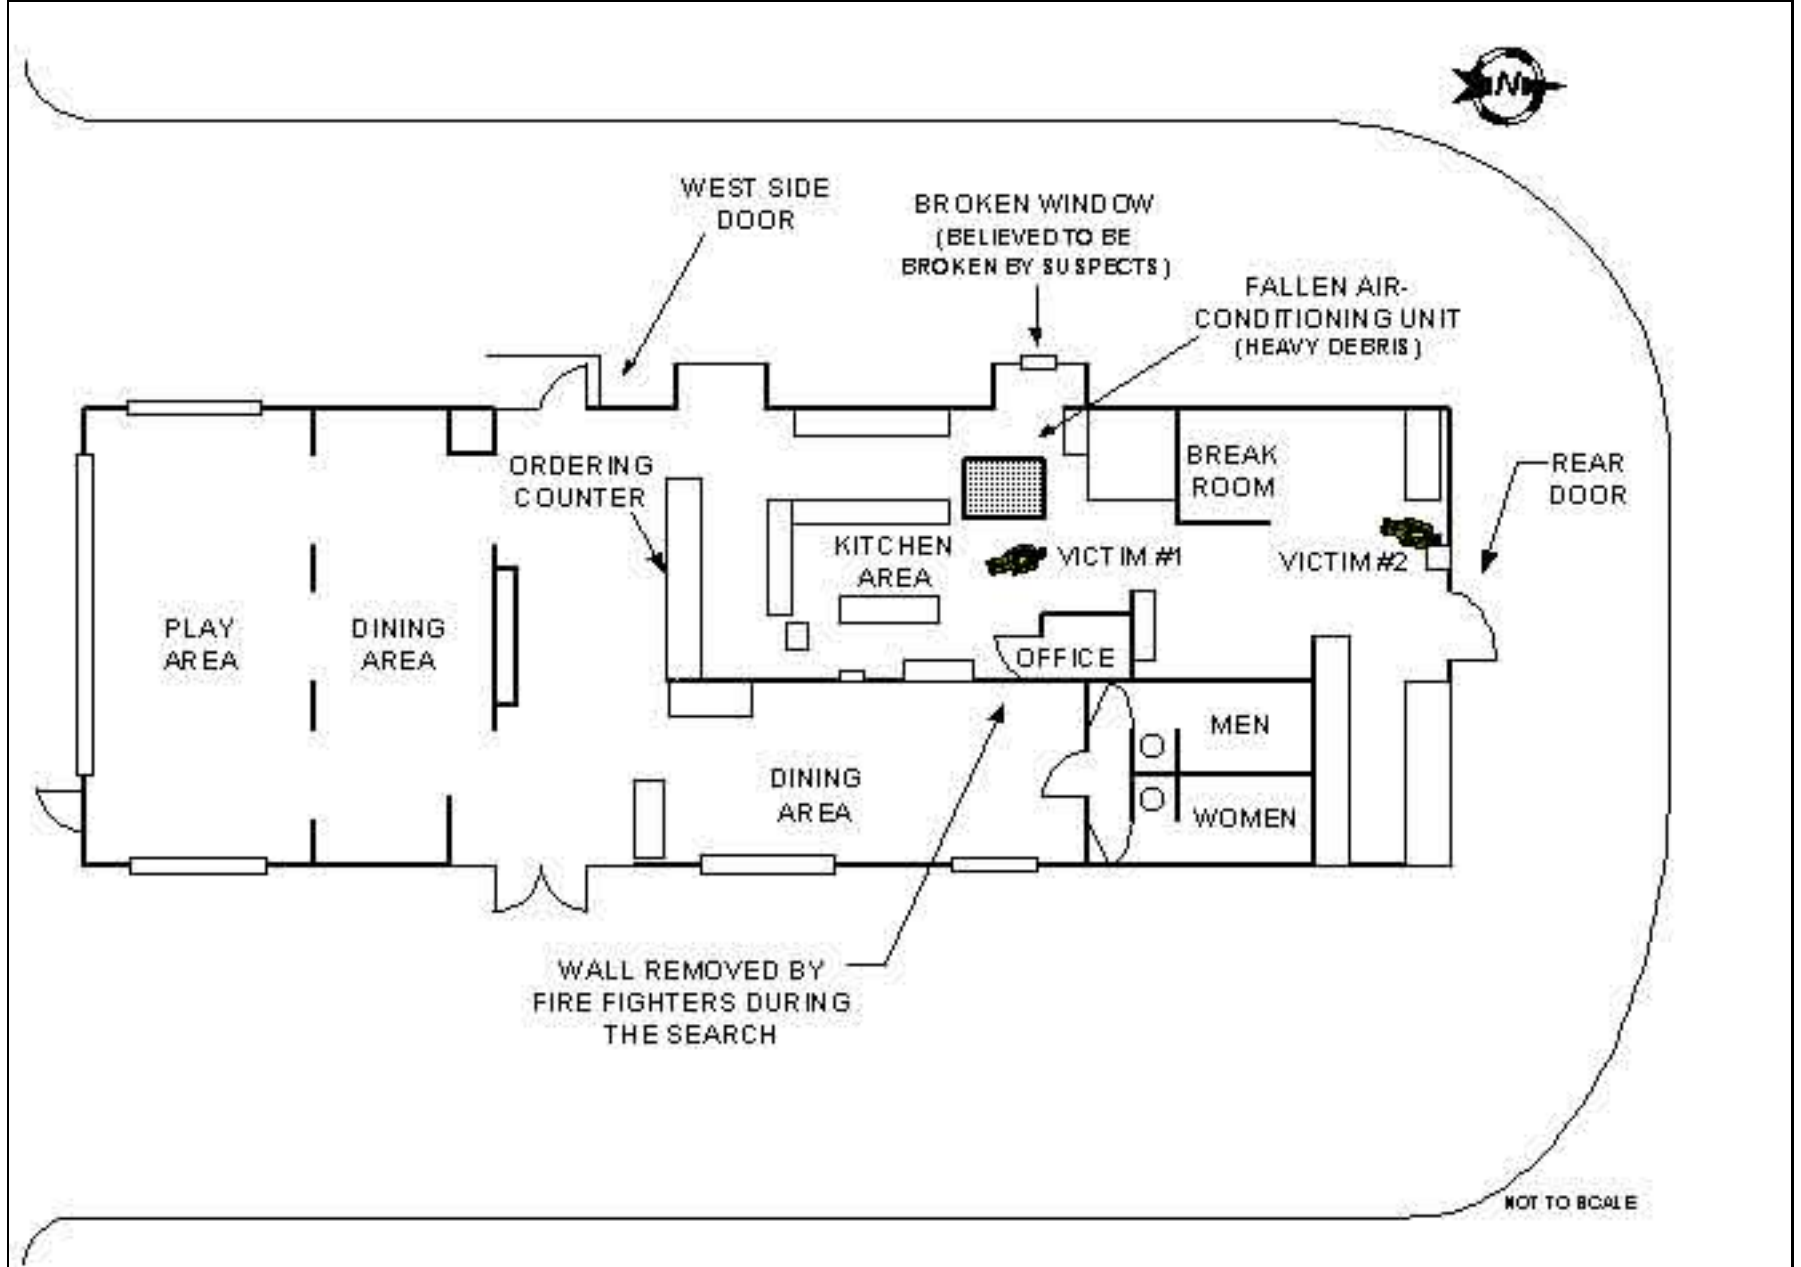 N
WEST SIDE
DOOR
BROKEN WINDOW
(BELIEVED TO BE
BROKEN BY SUSPECTS)
FALLEN AIR-
CONDITIONING UNIT
(HEAVY DEBRIS)
ORDERING
COUNTER
BREAK
ROOM
REAR
DOOR
KITCHEN
AREA
VICTIM #1
VICTIM #2
PLAY
AREA
DINING
AREA
OFFICE
MEN
DINING
AREA
WOMEN
WALL REMOVED BY
FIRE FIGHTERS DURING
THE SEARCH
NOT TO SCALE